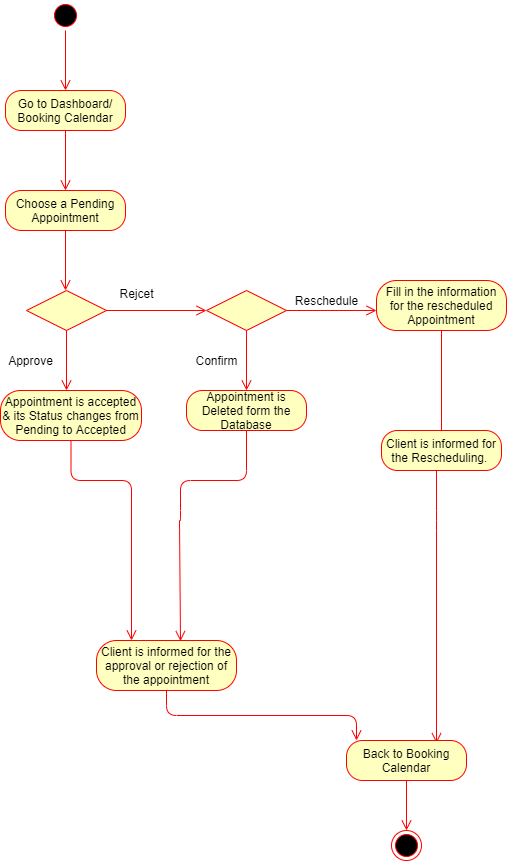 Go to Dashboard/
Booking Calendar
Choose a Pending
Appointment
Rejcet
Reschedule
Fill in the information
for the rescheduled
Appointment
Approve
Confirm
Appointment is accepted
& its Status changes from
Pending to Accepted
Appointment is
Deleted form the
Database
Client is informed for
the Rescheduling.
Client is informed for the
approval or rejection of
the appointment
Back to Booking
Calendar